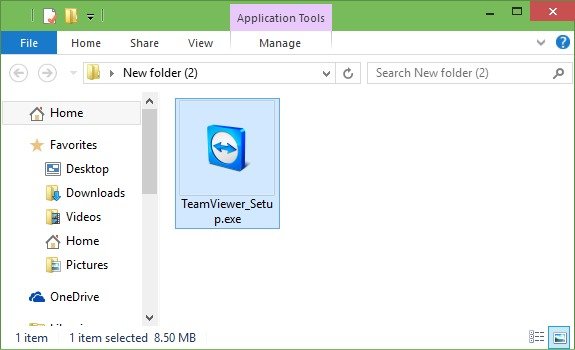 Application Tools
File Home Share View Manage
New folder (2)
Search New folder (2)
Home
Favorites
Desktop
Downloads
Videos
Home
Pictures
OneDrive
TeamViewer_Setu
p.exe
1 item 1 item selected 8.50 MB